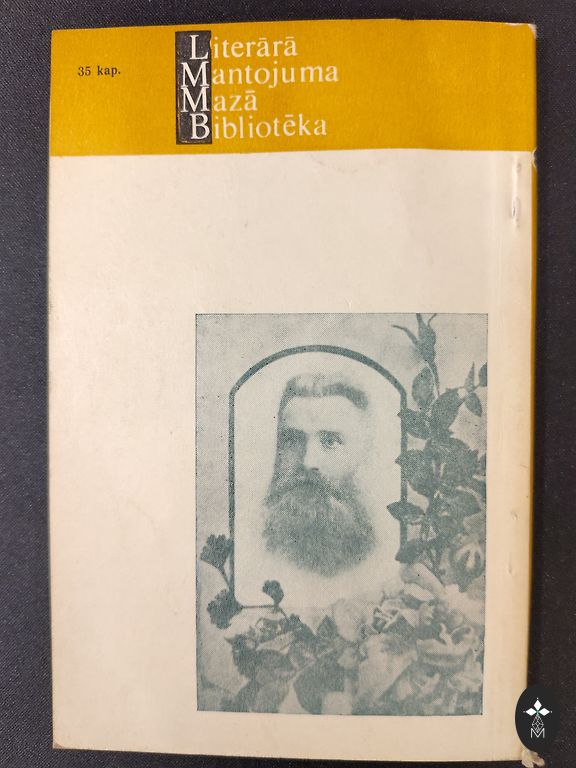 35 kap.
Literārā
Mantojuma
Mazā
Bibliotēka
M